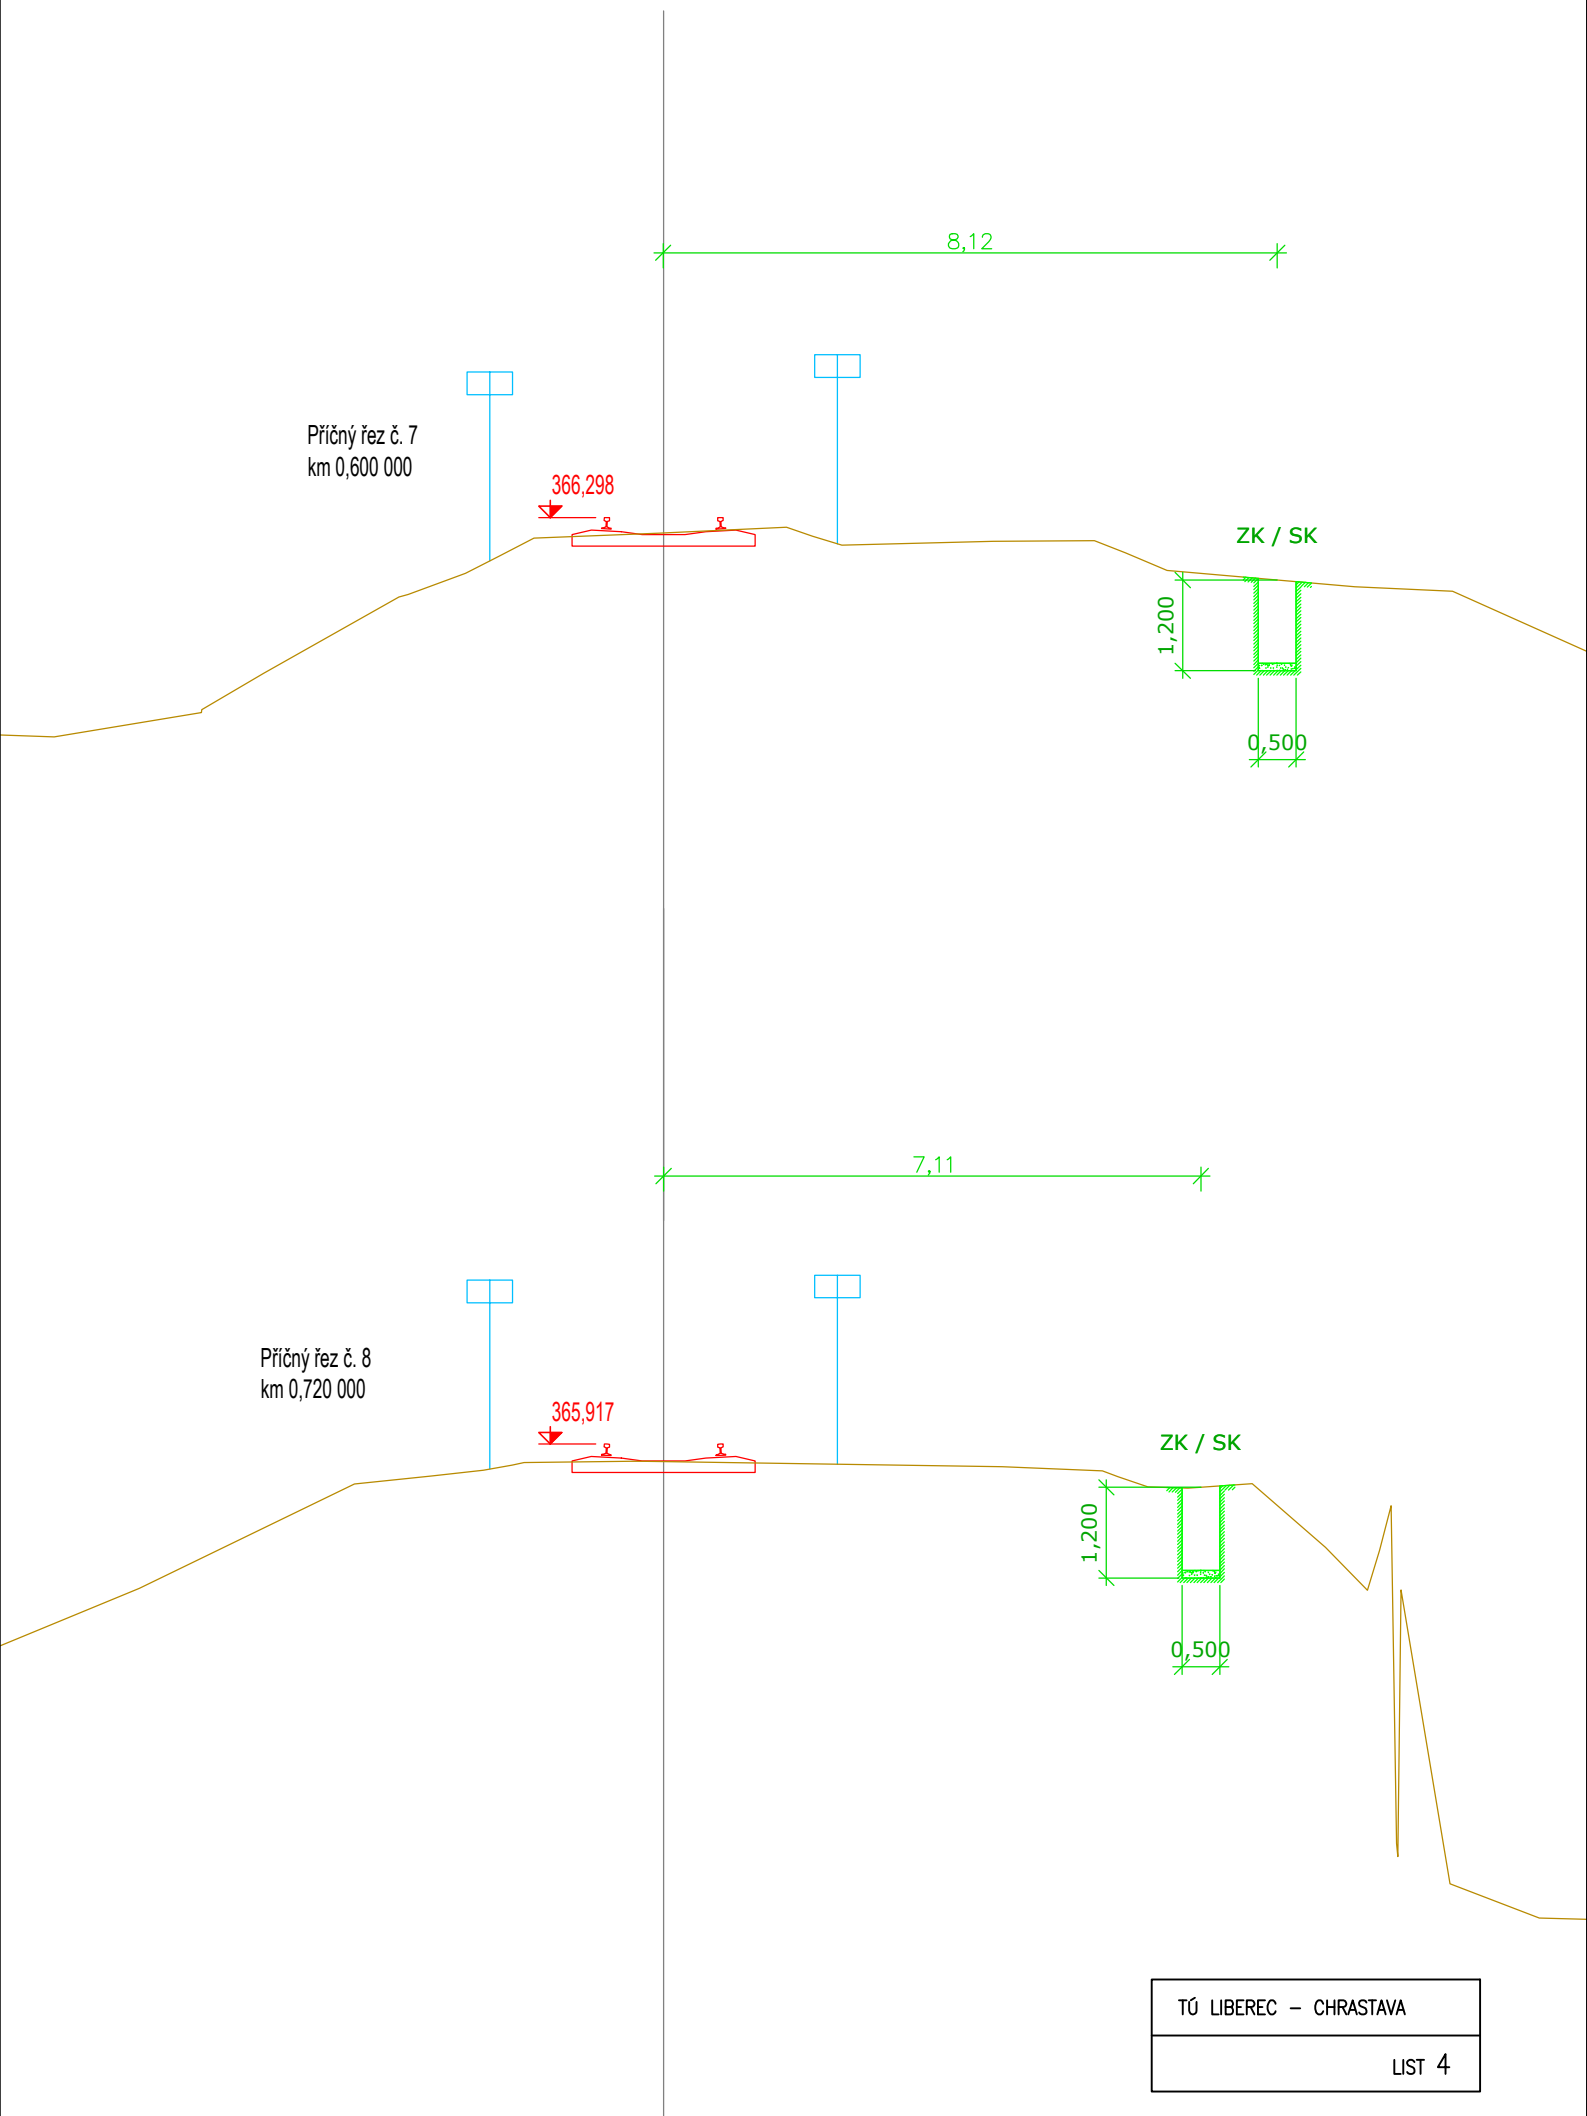 8,12
Příčný řez č. 7
km 0,600 000
366,298
ZK / SK
1,200
0,500
7,11
Příčný řez č. 8
km 0,720 000
365,917
ZK / SK
1,200
0,500
TÚ LIBEREC – CHRASTAVA
LIST 4